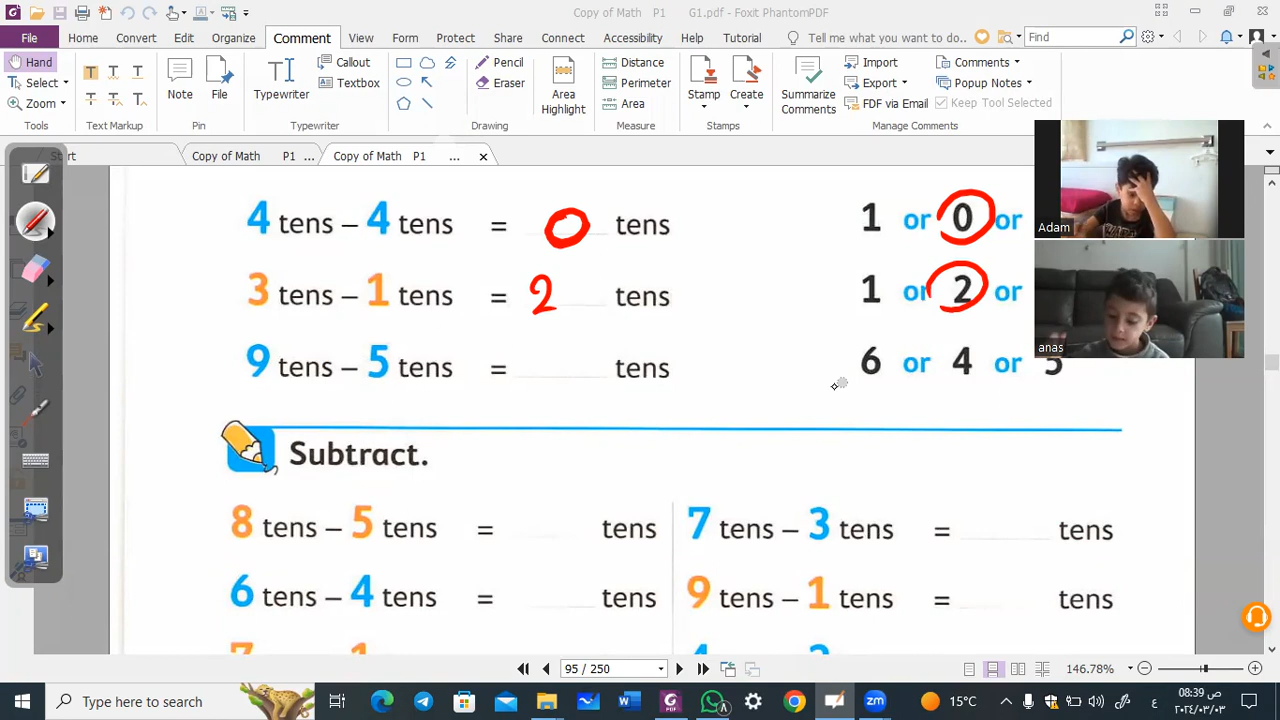 Copy of Math P1 G1.pdf - Foxit PhantomPDF
File Home Convert Edit Organize Comment View Form Protect Share Connect Help Tutorial Tell me what you want to do.. Find
Hand
Select
Zoom
Tools
Text Markup
Note
File
Pin
Typewriter
Callout
Textbox
Typewriter
Pencil
Eraser
Area Highlight
Drawing
Distance
Perimeter
Area
Measure
Stamp
Create
Stamps
Summarize Comments
Import
Export
FDF via Email
Comments
Popup Notes
Keep Tool Selected
Manage Comments
Start
Copy of Math P1 ...
Copy of Math P1 ...
4 tens – 4 tens = 0 tens 1 or 0 or
3 tens – 1 tens = 2 tens 1 or 2 or
9 tens – 5 tens = tens 6 or 4 or 5
Adam
anas
Subtract.
8 tens – 5 tens = tens 7 tens – 3 tens = tens
6 tens – 4 tens = tens 9 tens – 1 tens = tens
95 / 250
146.78%
Type here to search
15°C
ع
08:39 ص
٢٠٢٤/٠٣/٠٣